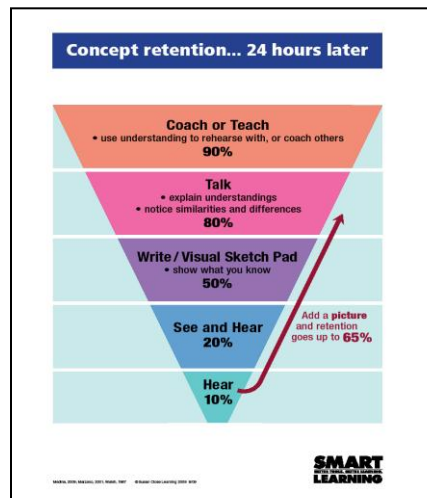 Concept retention... 24 hours later
Coach or Teach
• use understanding to rehearse with, or coach others
90%
Talk
• explain understandings
• notice similarities and differences
80%
Write / Visual Sketch Pad
• show what you know
50%
See and Hear
20%
Add a picture
and retention
goes up to 65%
Hear
10%
SMART
LEARNING